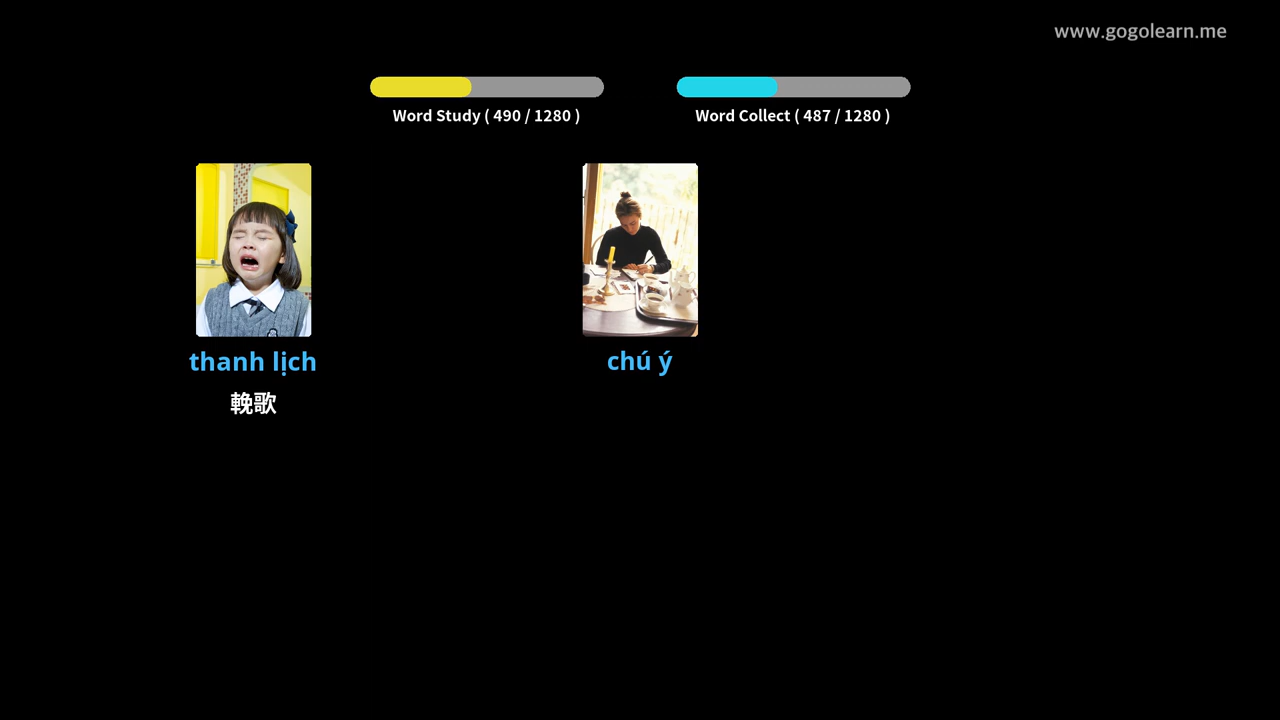 www.gogolearn.me
Word Study ( 490 / 1280 )
Word Collect ( 487 / 1280 )
thanh lịch
chú ý
輓歌